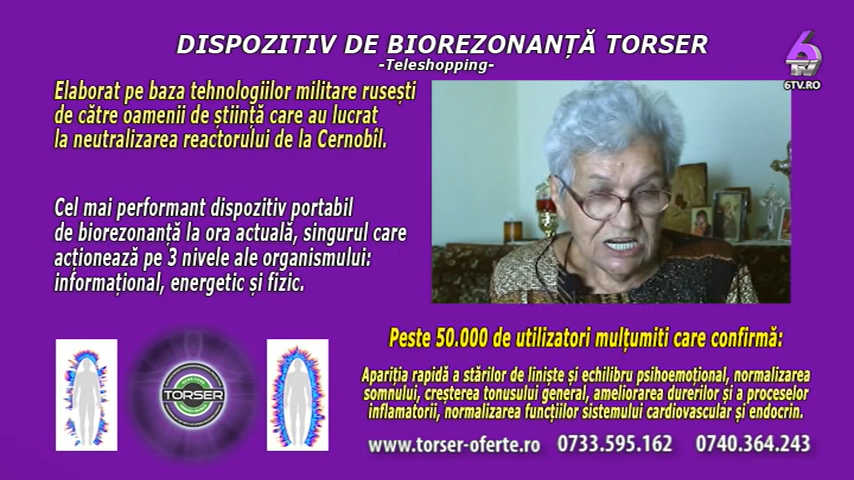 DISPOZITIV DE BIOREZONANȚĂ TORSER
-Teleshopping-
6
TV
6TV.RO
Elaborat pe baza tehnologiilor militare rusești
de către oamenii de știință care au lucrat
la neutralizarea reactorului de la Cernobîl.
Cel mai performant dispozitiv portabil
de biorezonanță la ora actuală, singurul care
acționează pe 3 nivele ale organismului:
informațional, energetic și fizic.
TORSER
Peste 50.000 de utilizatori mulțumiti care confirmă:
Apariția rapidă a stărilor de liniște și echilibru psihoemoțional, normalizarea
somnului, creșterea tonusului general, ameliorarea durerilor și a proceselor
inflamatorii, normalizarea funcțiilor sistemului cardiovascular și endocrin.
www.torser-oferte.ro 0733.595.162 0740.364.243